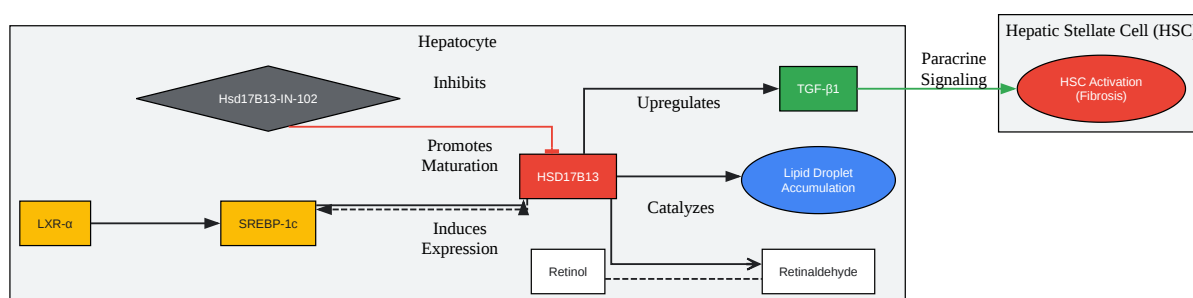 Hepatocyte
Hepatic Stellate Cell (HSC)
Inhibits
Hsd17B13-IN-102
Paracrine
Signaling
HSC Activation
(Fibrosis)
TGF-β1
Upregulates
Promotes
Maturation
HSD17B13
Lipid Droplet
Accumulation
Catalyzes
LXR-α
SREBP-1c
Induces
Expression
Retinol
Retinaldehyde